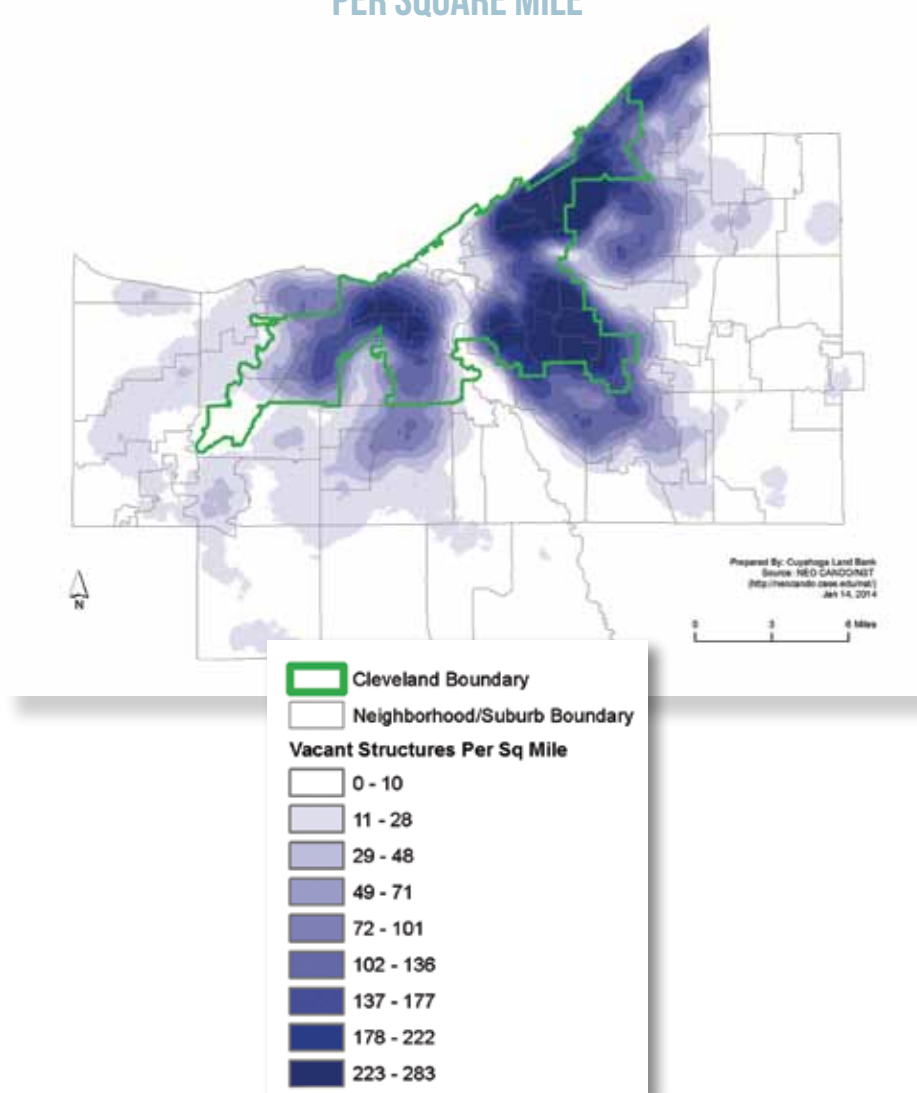 PER SQUARE MILE
Prepared By: Cuyahoga Land Bank
Source: NEO CANDO/NST
(http://neocando.case.edu/nst/)
Jan 14, 2014
N
0 3 6 Miles
Cleveland Boundary
Neighborhood/Suburb Boundary
Vacant Structures Per Sq Mile
0 - 10
11 - 28
29 - 48
49 - 71
72 - 101
102 - 136
137 - 177
178 - 222
223 - 283